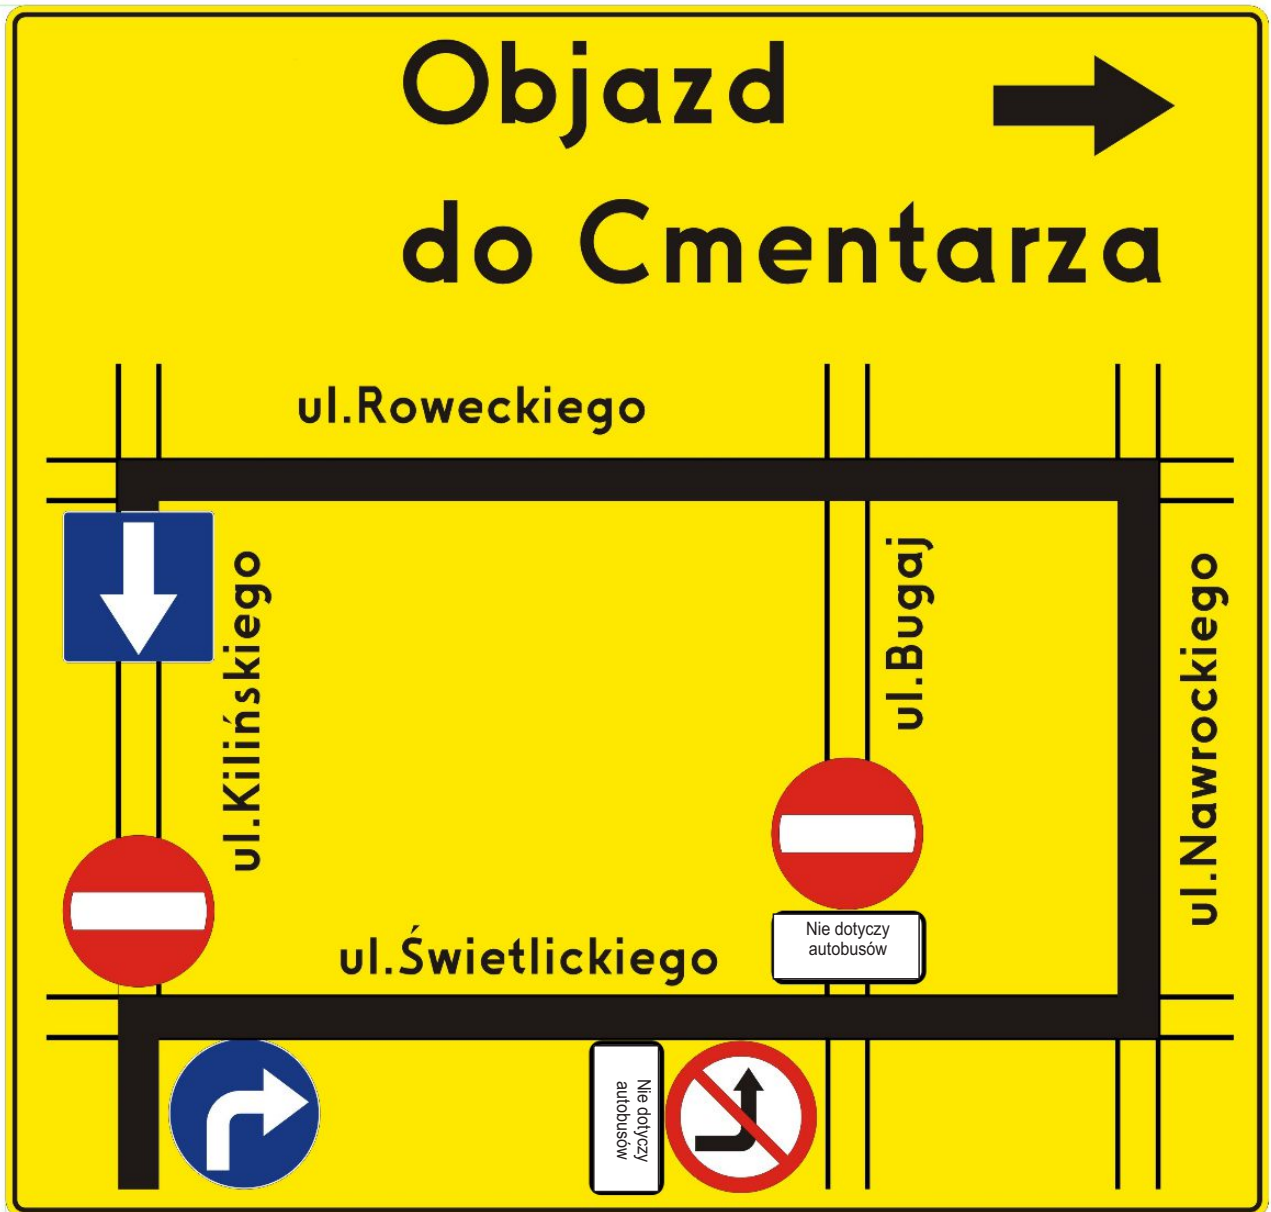 Objazd
do Cmentarza
ul.Roweckiego
ul.Kilińskiego
ul.Bugaj
ul.Nawrockiego
Nie dotyczy
autobusów
ul.Świetlickiego
Nie dotyczy
autobusów